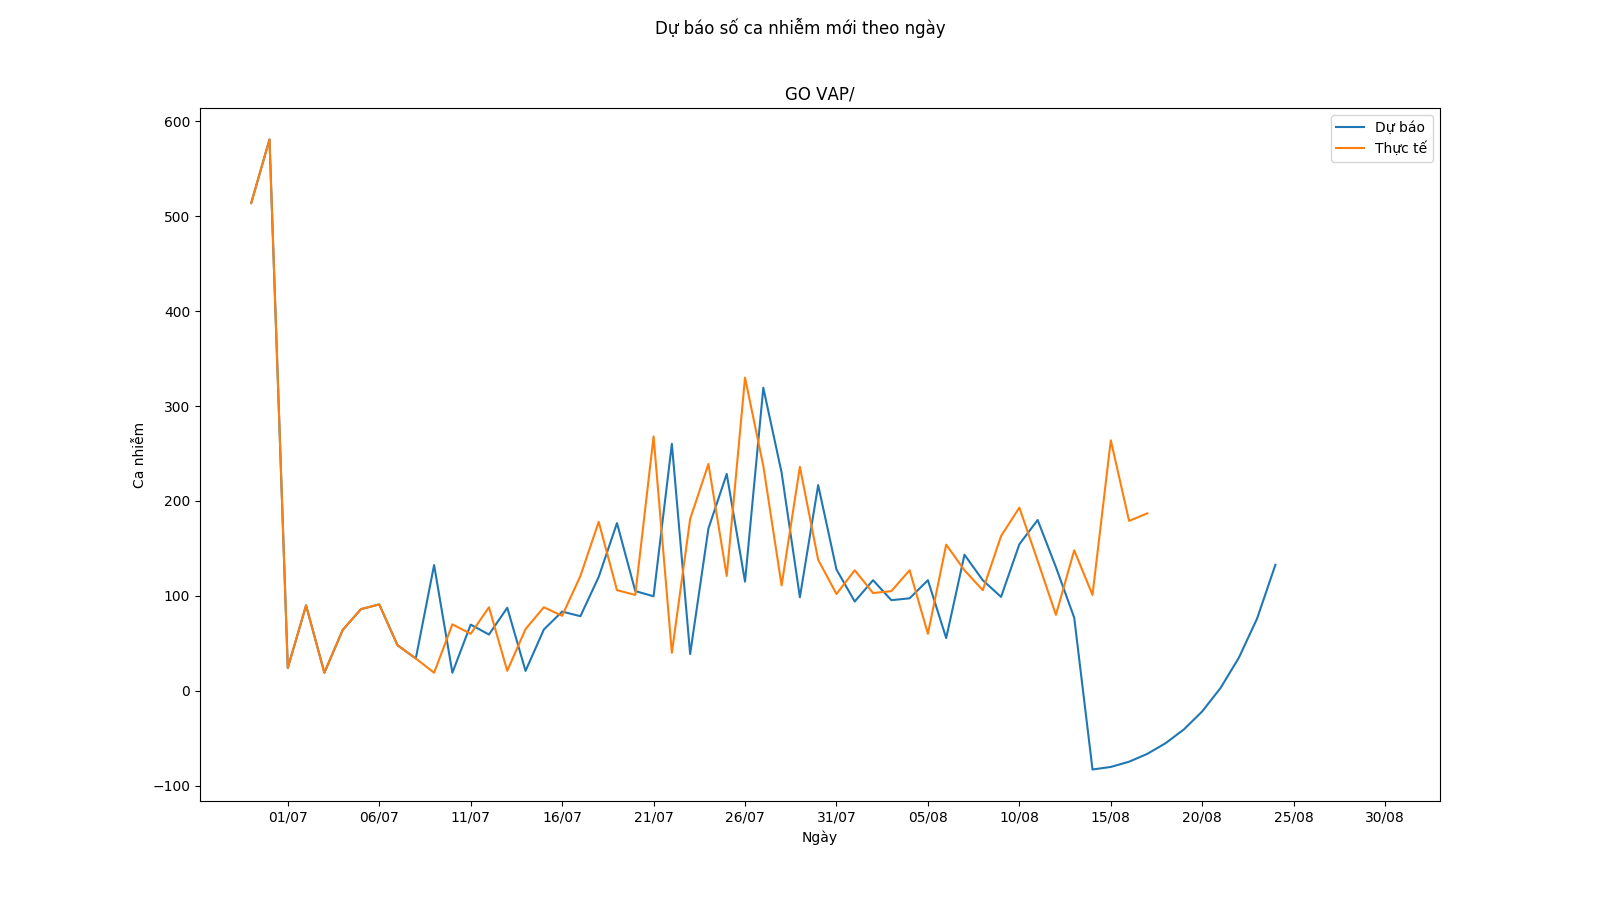 Dự báo số ca nhiễm mới theo ngày
GO VAP/
Dự báo
Thực tế
600
500
400
300
200
100
0
−100
Ca nhiễm
01/07 06/07 11/07 16/07 21/07 26/07 31/07 05/08 10/08 15/08 20/08 25/08 30/08
Ngày